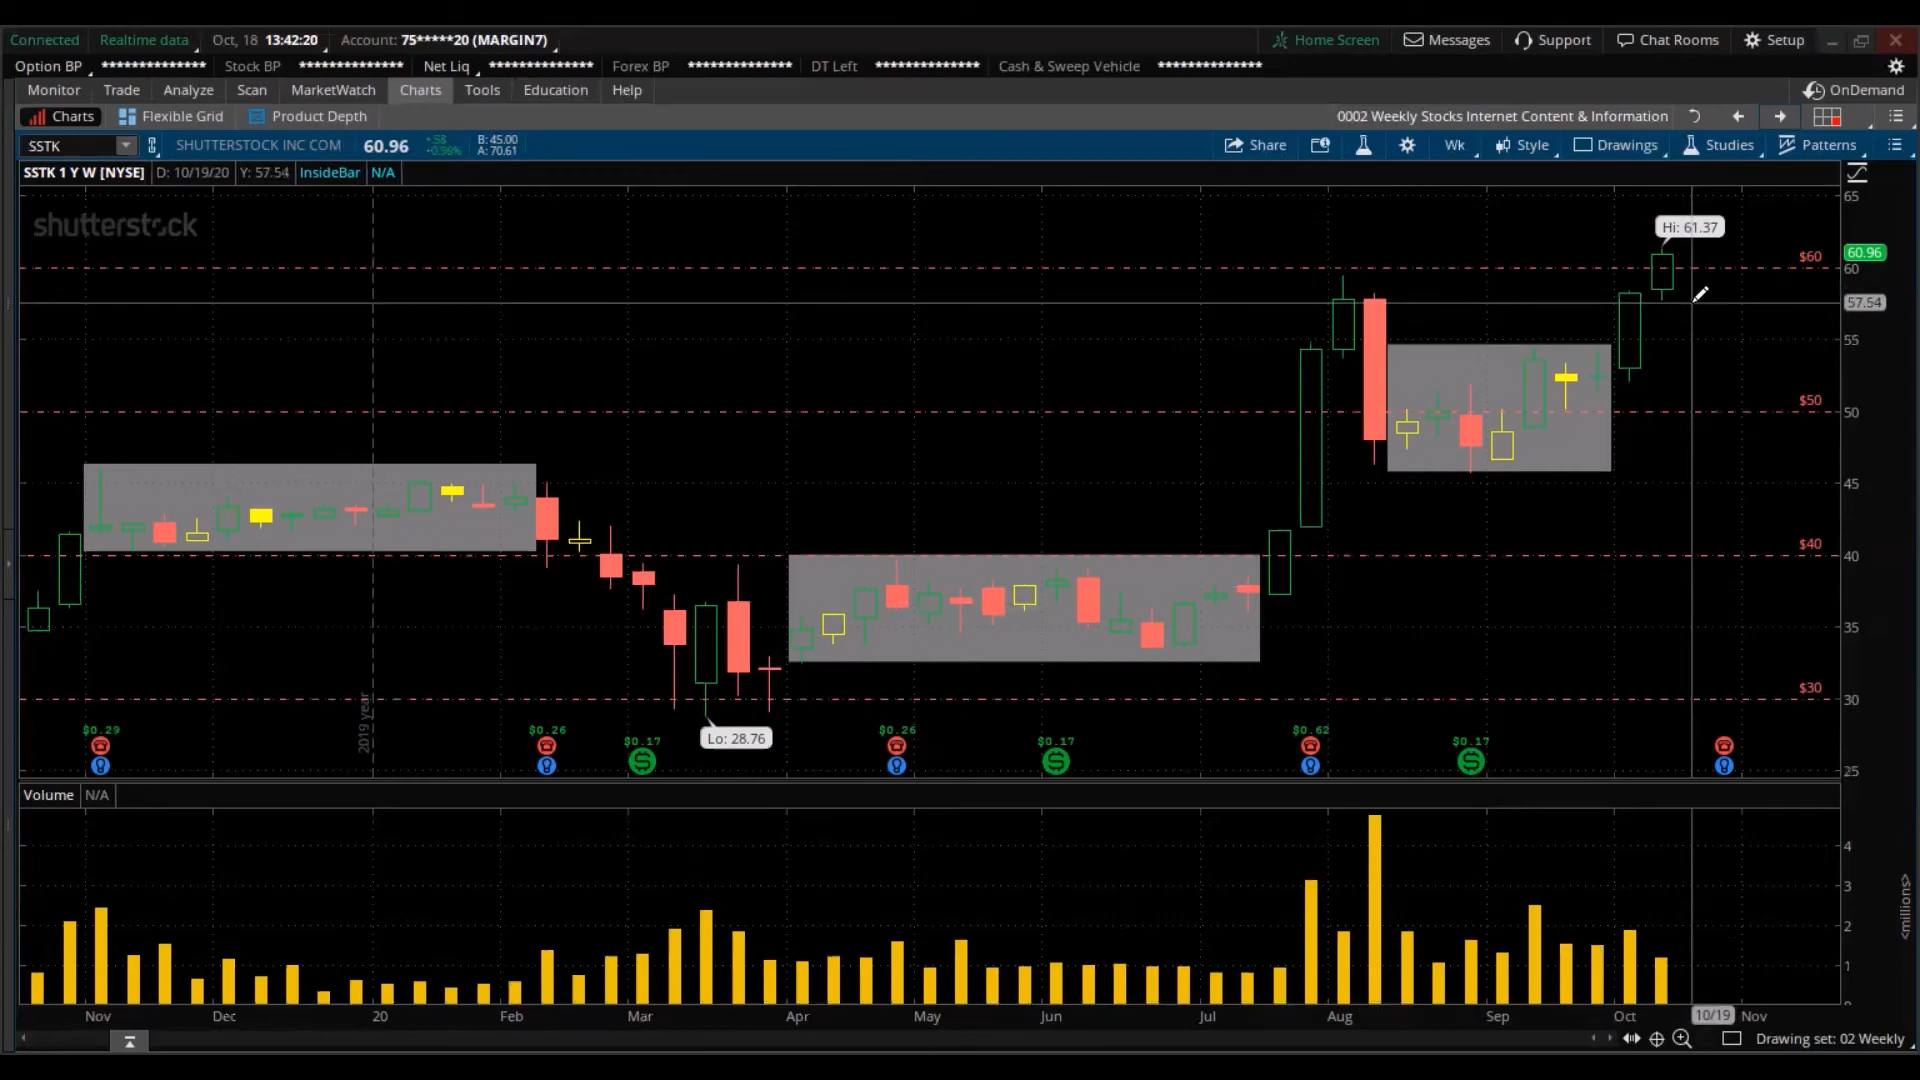 Connected Realtime data Oct, 18 13:42:20 Account: 75*****20 (MARGIN7) Home Screen Messages Support Chat Rooms Setup
Option BP ************** Stock BP ************** Net Liq ************** Forex BP ************** DT Left ************** Cash & Sweep Vehicle **************
Monitor Trade Analyze Scan MarketWatch Charts Tools Education Help OnDemand
Charts Flexible Grid Product Depth 0002 Weekly Stocks Internet Content & Information
SSTK SHUTTERSTOCK INC COM 60.96 +.58 +0.96% B: 45.00 A: 70.61 Share Wk Style Drawings Studies Patterns
SSTK 1 Y W [NYSE] D: 10/19/20 Y: 57.54 InsideBar N/A
65
shutterstock
Hi: 61.37
$60 60.96
60
57.54
55
$50
50
45
$40
40
35
$30
30
2019 year
$0.29 $0.26 $0.17 Lo: 28.76 $0.26 $0.17 $0.62 $0.17
25
Volume N/A
4
3
2
1
<millions>
Nov Dec 20 Feb Mar Apr May Jun Jul Aug Sep Oct 10/19 Nov
Drawing set: 02 Weekly